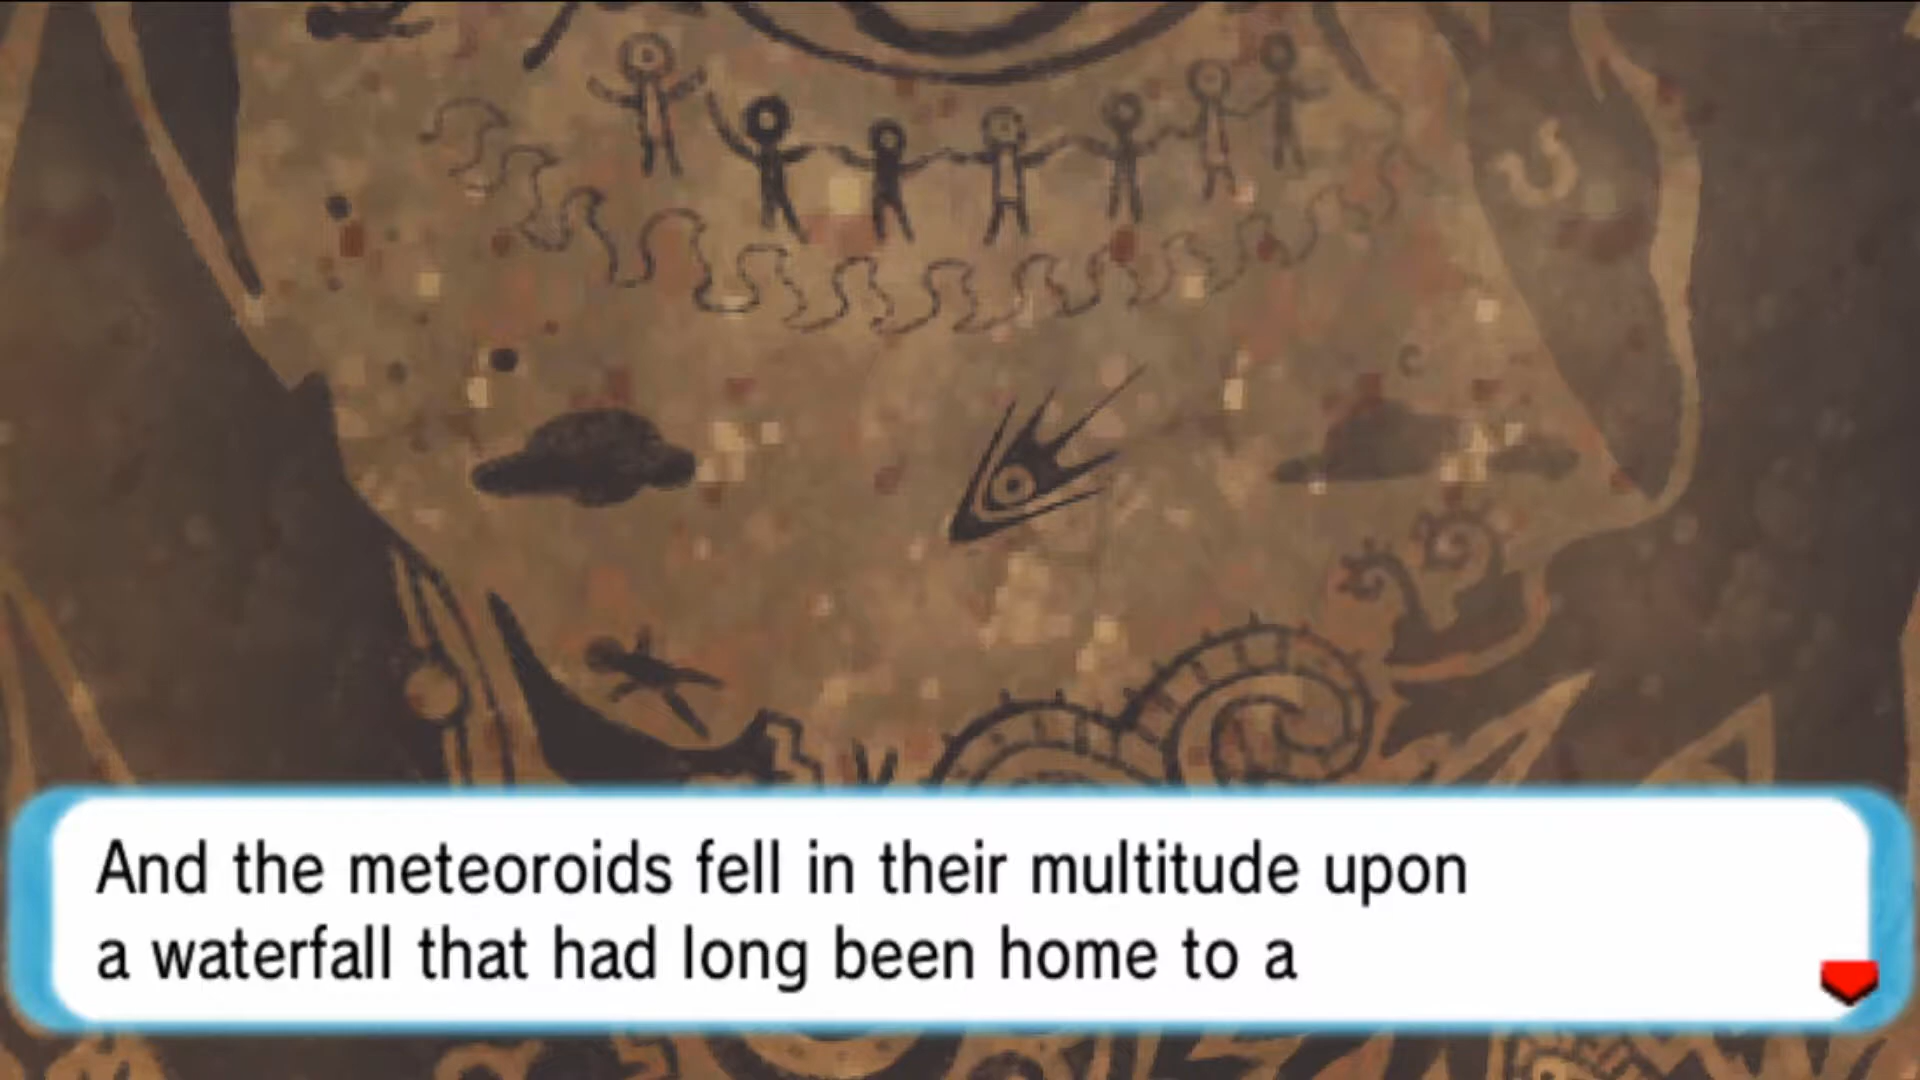 And the meteoroids fell in their multitude upon
a waterfall that had long been home to a